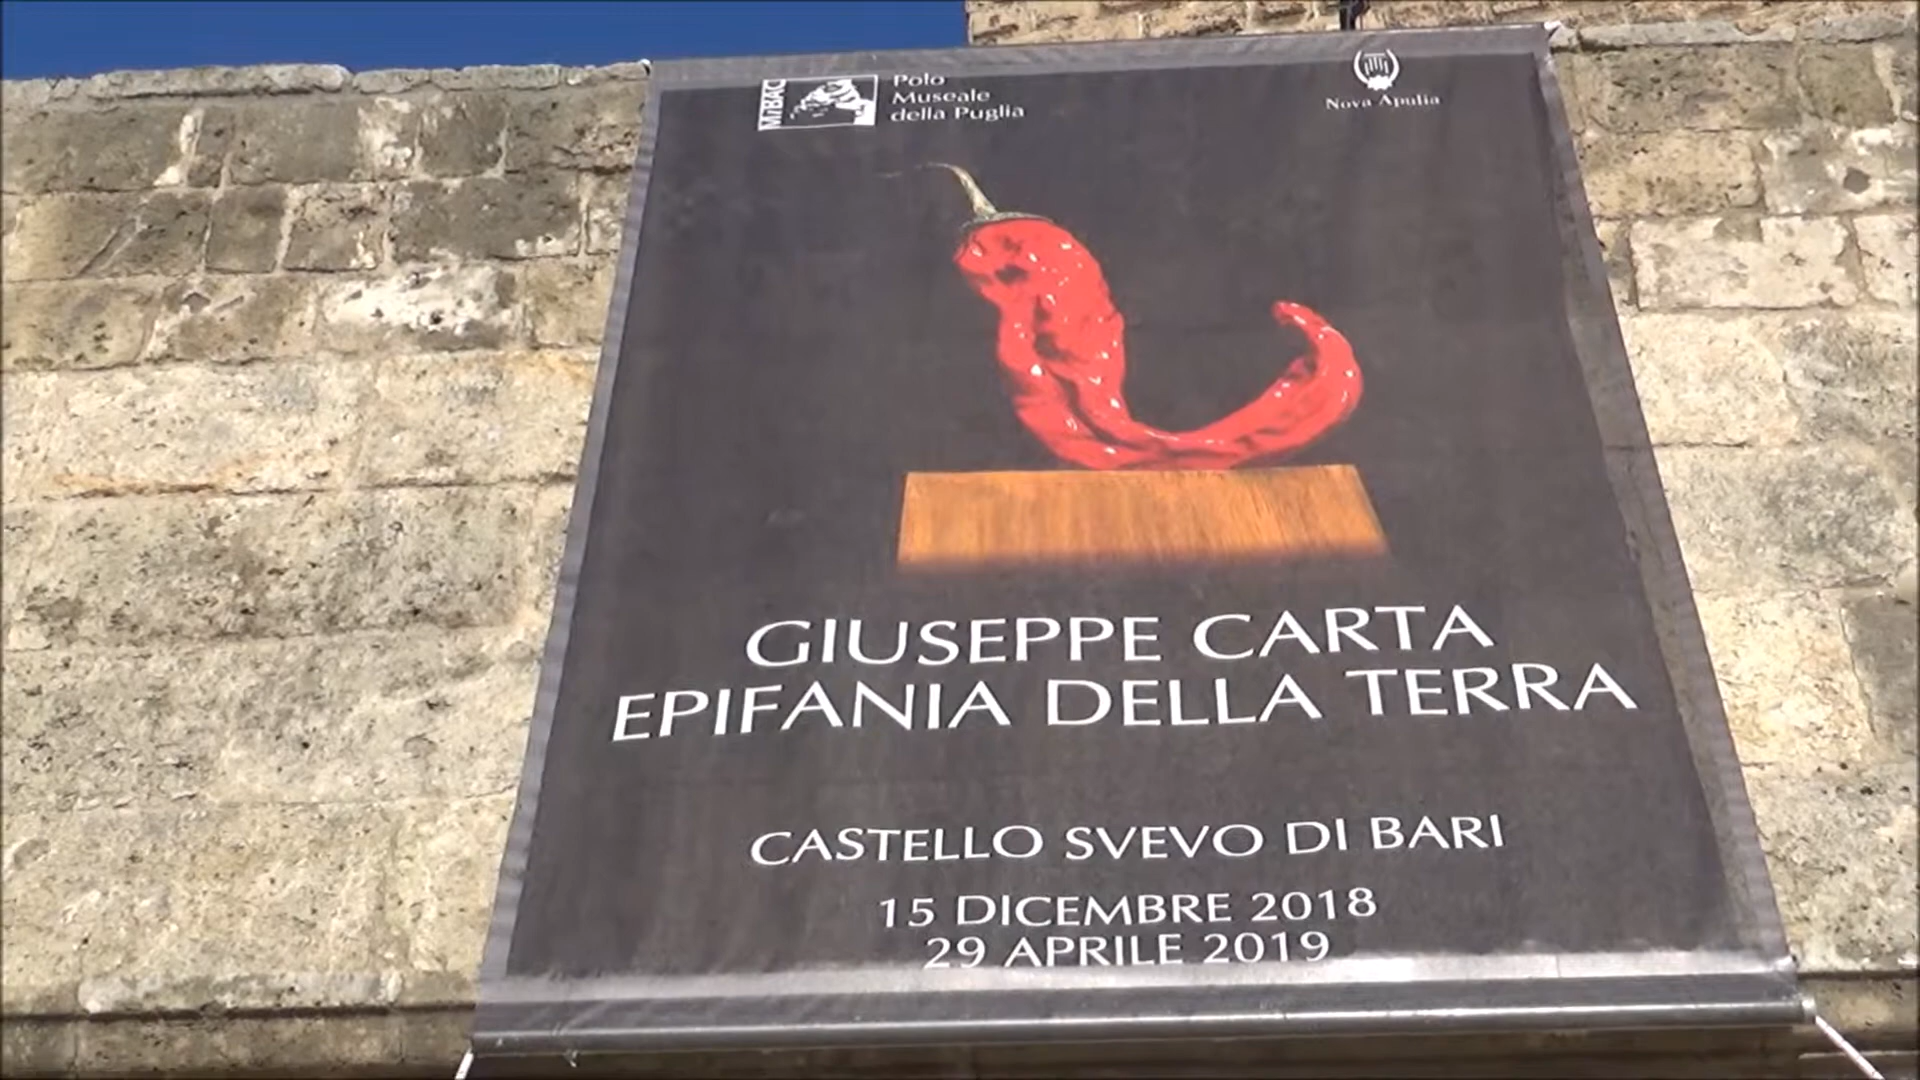 MiBAC
Polo
Museale
della Puglia
Nova Apulia
GIUSEPPE CARTA
EPIFANIA DELLA TERRA
CASTELLO SVEVO DI BARI
15 DICEMBRE 2018
29 APRILE 2019